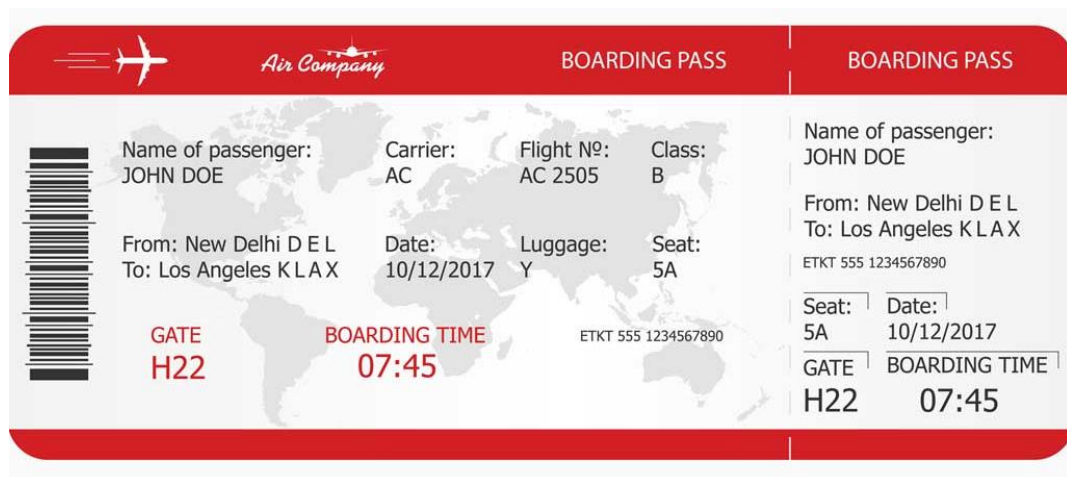 Air Company
BOARDING PASS
Name of passenger:
JOHN DOE
Carrier:
AC
Flight Nº:
AC 2505
Class:
B
From: New Delhi D E L
To: Los Angeles K L A X
Date:
10/12/2017
Luggage:
Y
Seat:
5A
GATE
H22
BOARDING TIME
07:45
ETKT 555 1234567890
BOARDING PASS
Name of passenger:
JOHN DOE
From: New Delhi D E L
To: Los Angeles K L A X
ETKT 555 1234567890
Seat:
5A
Date:
10/12/2017
GATE
H22
BOARDING TIME
07:45